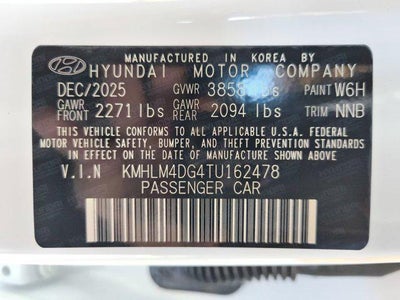 MANUFACTURED IN KOREA BY
HYUNDAI MOTOR COMPANY
DEC/2025 GVWR 3858 lbs PAINT W6H
GAWR FRONT 2271 lbs GAWR REAR 2094 lbs TRIM NNB
THIS VEHICLE CONFORMS TO ALL APPLICABLE U.S.A. FEDERAL
MOTOR VEHICLE SAFETY, BUMPER, AND THEFT PREVENTION STANDARDS
IN EFFECT ON THE DATE OF MANUFACTURE SHOWN ABOVE.
V.I.N KMHLM4DG4TU162478
PASSENGER CAR